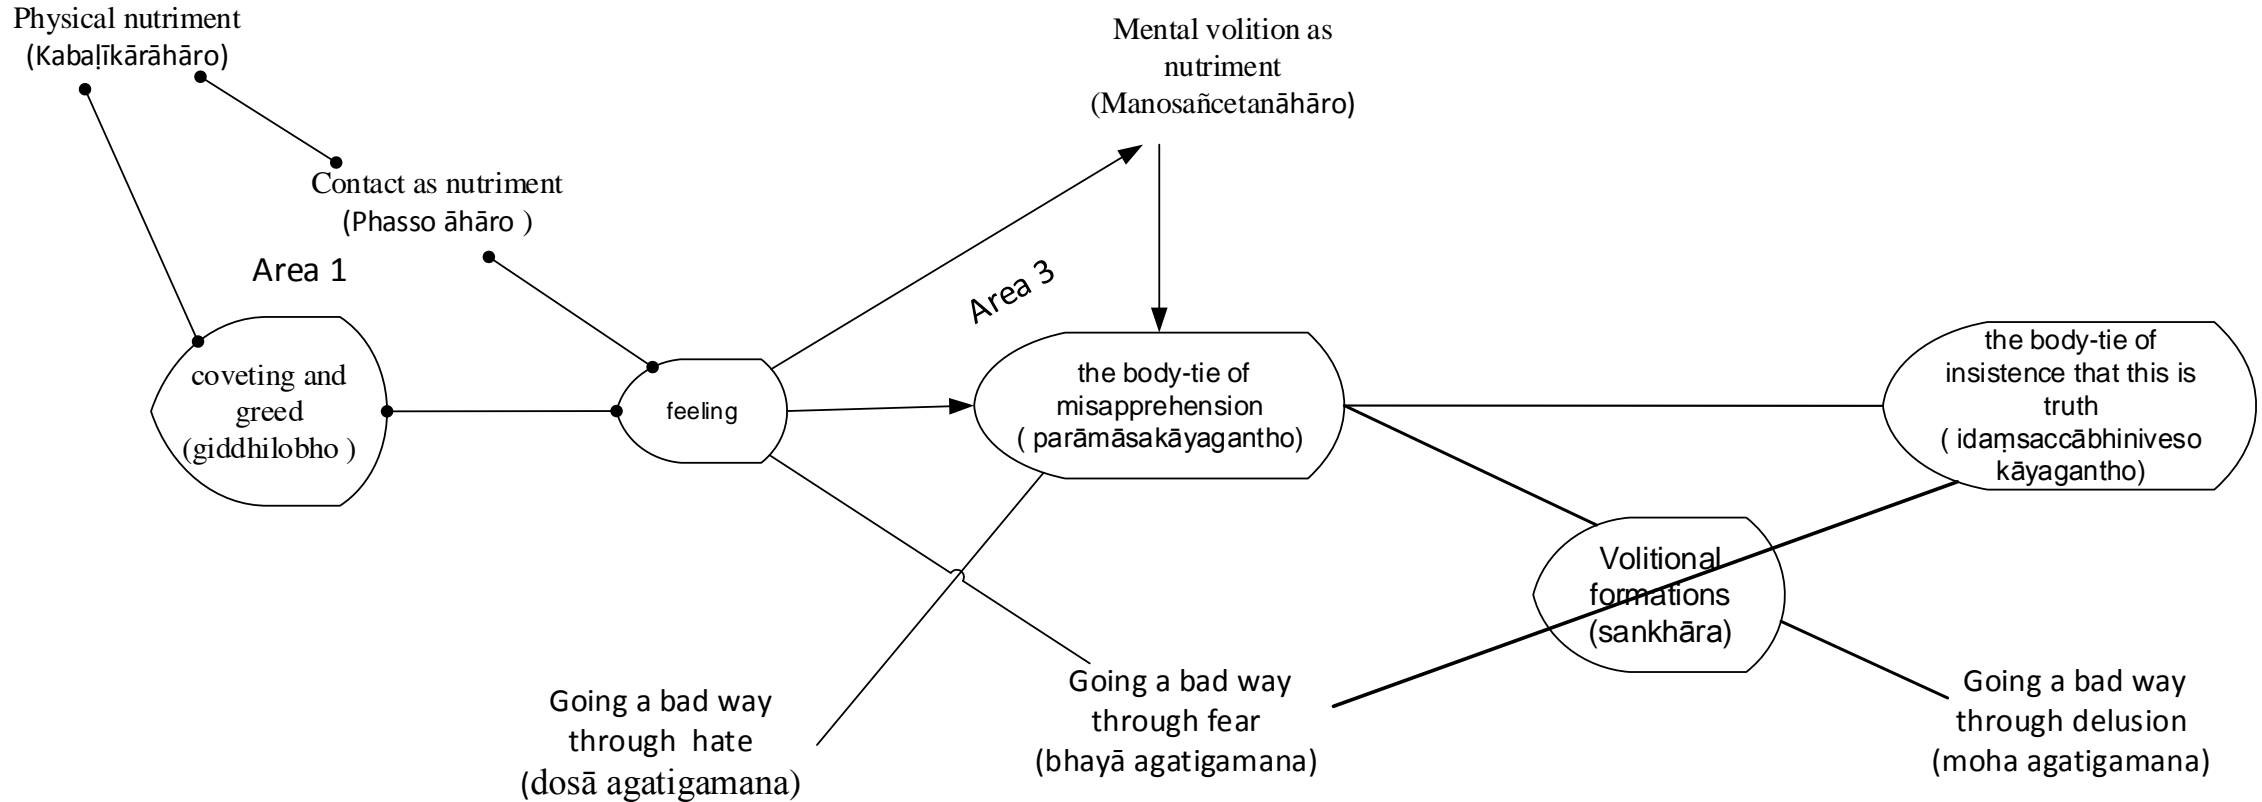 Physical nutriment
(Kabaḷīkārāhāro)
Mental volition as
nutriment
(Manosañcetanāhāro)
Contact as nutriment
(Phasso āhāro )
Area 1
Area 3
coveting and
greed
(giddhilobho )
feeling
the body-tie of
misapprehension
( parāmāsakāyagantho)
the body-tie of
insistence that this is
truth
( idaṃsaccābhiniveso
kāyagantho)
Volitional
formations
(sankhāra)
Going a bad way
through hate
(dosā agatigamana)
Going a bad way
through fear
(bhayā agatigamana)
Going a bad way
through delusion
(moha agatigamana)